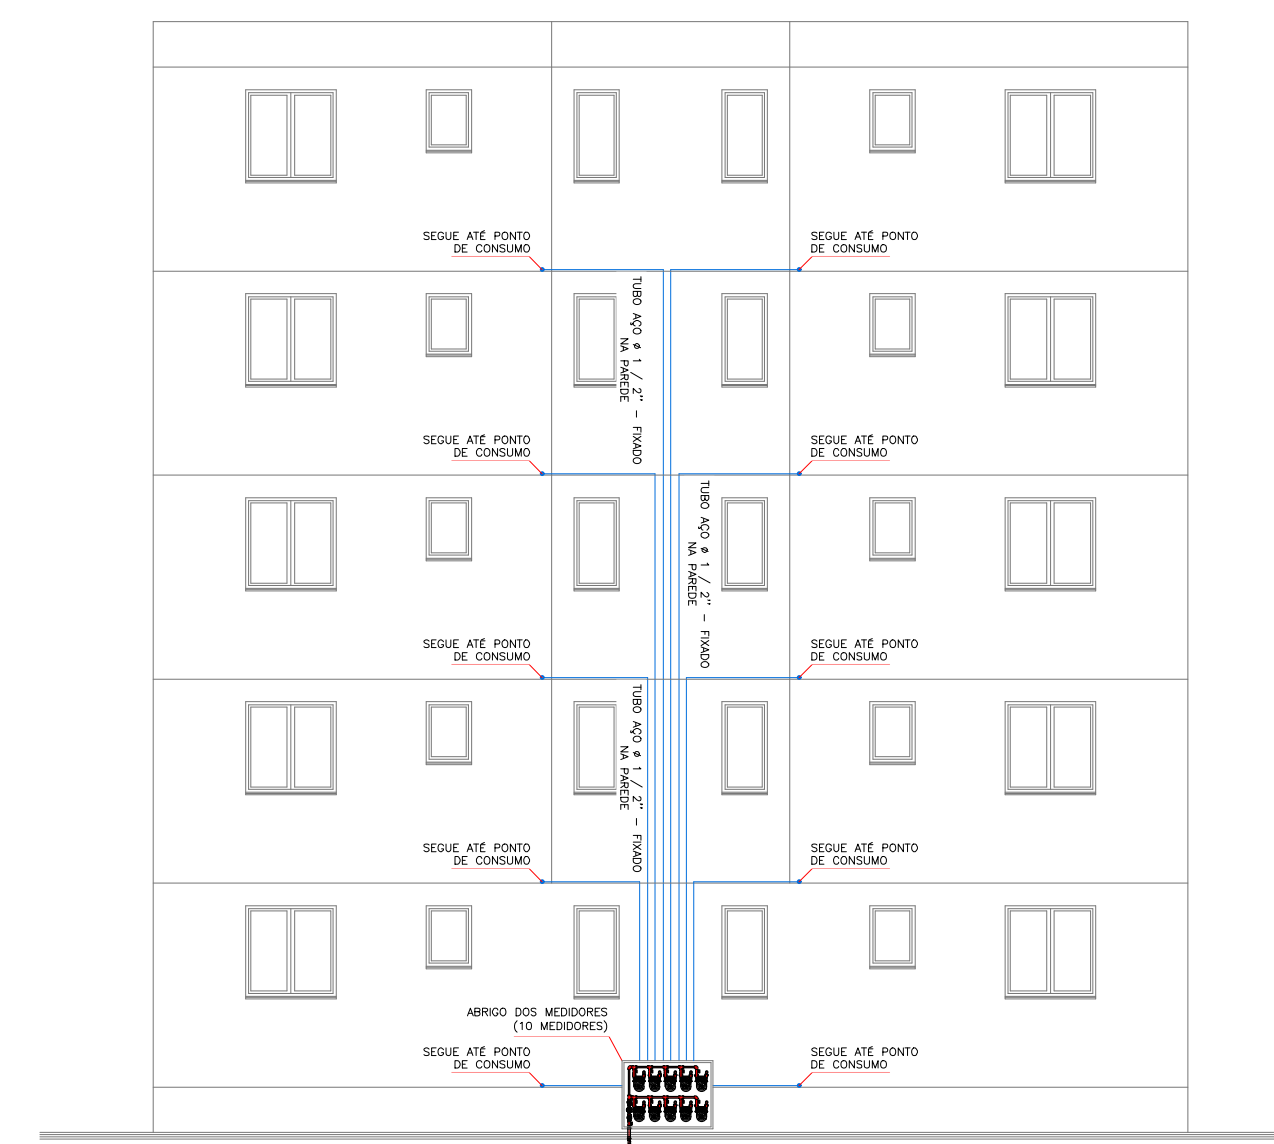 SEGUE ATÉ PONTO
DE CONSUMO
SEGUE ATÉ PONTO
DE CONSUMO
TUBO AÇO ø 1 / 2'' – FIXADO
NA PAREDE
SEGUE ATÉ PONTO
DE CONSUMO
SEGUE ATÉ PONTO
DE CONSUMO
TUBO AÇO ø 1 / 2'' – FIXADO
NA PAREDE
SEGUE ATÉ PONTO
DE CONSUMO
SEGUE ATÉ PONTO
DE CONSUMO
TUBO AÇO ø 1 / 2'' – FIXADO
NA PAREDE
SEGUE ATÉ PONTO
DE CONSUMO
SEGUE ATÉ PONTO
DE CONSUMO
ABRIGO DOS MEDIDORES
(10 MEDIDORES)
SEGUE ATÉ PONTO
DE CONSUMO
SEGUE ATÉ PONTO
DE CONSUMO